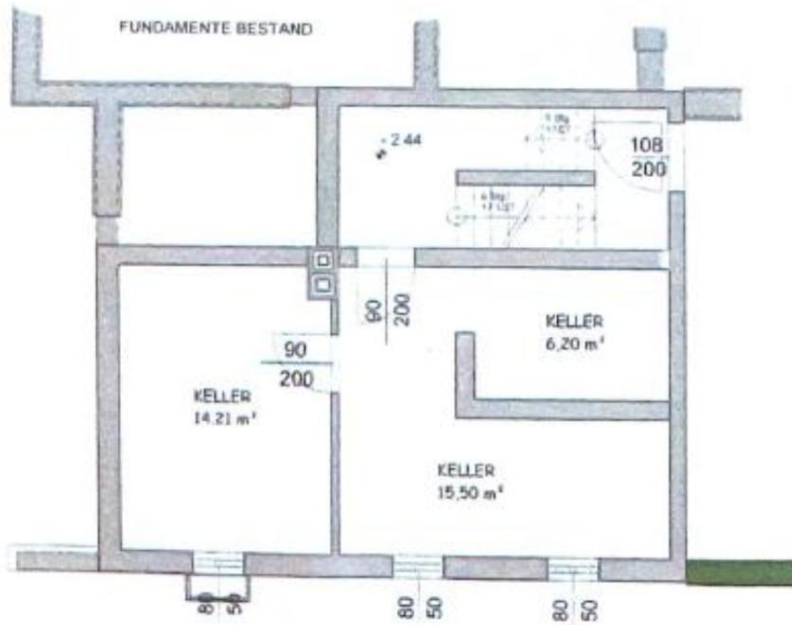 FUNDAMENTE BESTAND
- 2.44
108
200
90
200
KELLER
6,20 m²
90
200
KELLER
14,21 m²
KELLER
15,50 m²
80
50
80
50
80
50